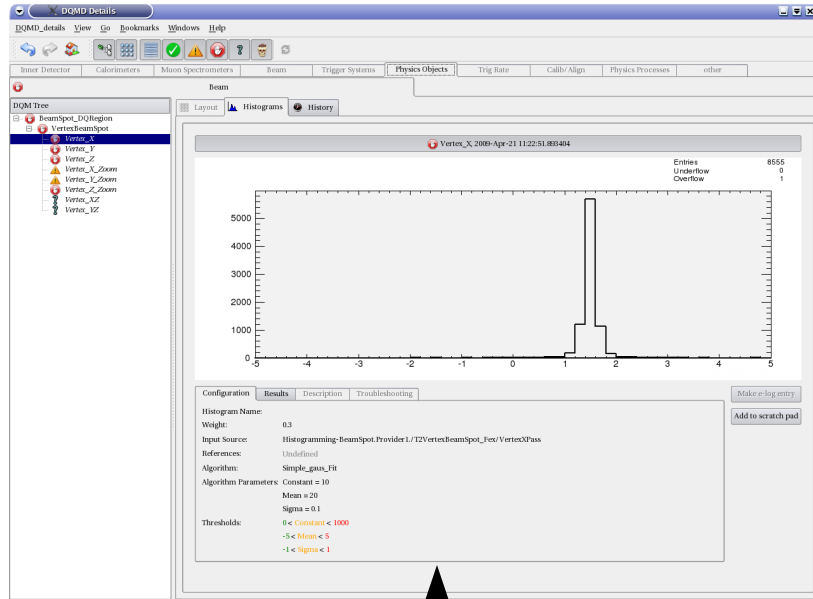 DQMD Details
DQMD_details View Go Bookmarks Windows Help
Inner Detector Calorimeters Muon Spectrometers Beam Trigger Systems Physics Objects Trig Rate Calib/Align Physics Processes other
Beam
DQM Tree
BeamSpot_DQRegion
VertexBeamSpot
Vertex_X
Vertex_Y
Vertex_Z
Vertex_X_Zoom
Vertex_Y_Zoom
Vertex_Z_Zoom
Vertex_XZ
Vertex_YZ
Layout Histograms History
Vertex_X, 2009-Apr-21 11:22:51.893404
Entries 8555
Underflow 0
Overflow 1
5000
4000
3000
2000
1000
0
-5 -4 -3 -2 -1 0 1 2 3 4 5
Configuration Results Description Troubleshooting
Histogram Name:
Weight: 0.3
Input Source: Histogramming-BeamSpot.Provider1./T2VertexBeamSpot_Fex/VertexXPass
References: Undefined
Algorithm: Simple_gaus_Fit
Algorithm Parameters: Constant = 10
Mean = 20
Sigma = 0.1
Thresholds: 0 < Constant < 1000
-5 < Mean < 5
-1 < Sigma < 1
Make e-log entry
Add to scratch pad